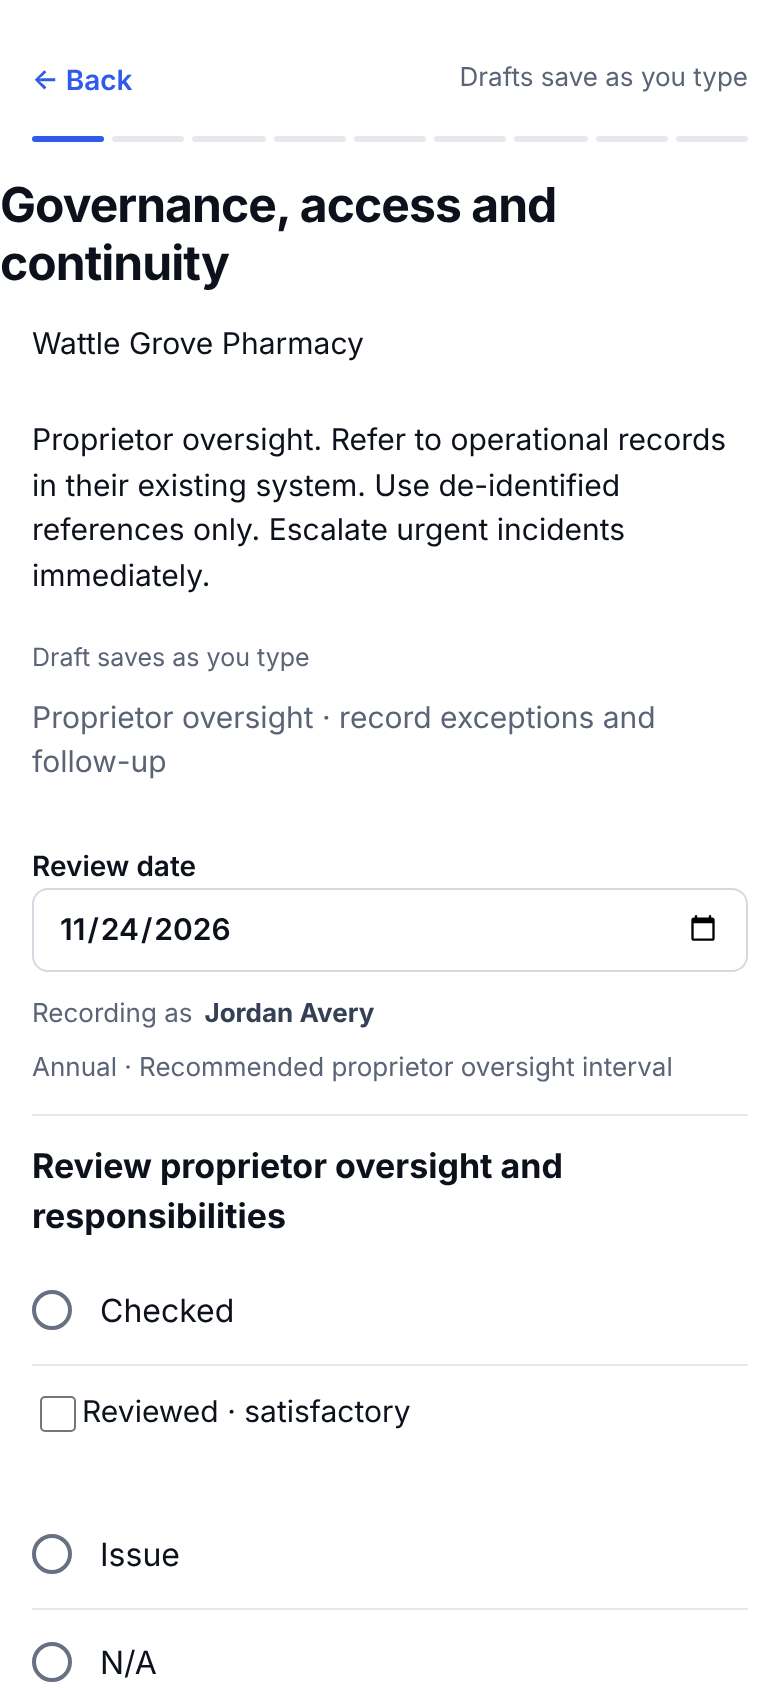 ← Back
Drafts save as you type
Governance, access and
continuity
Wattle Grove Pharmacy
Proprietor oversight. Refer to operational records
in their existing system. Use de-identified
references only. Escalate urgent incidents
immediately.
Draft saves as you type
Proprietor oversight · record exceptions and
follow-up
Review date
11/24/2026
Recording as Jordan Avery
Annual · Recommended proprietor oversight interval
Review proprietor oversight and
responsibilities
Checked
Reviewed · satisfactory
Issue
N/A